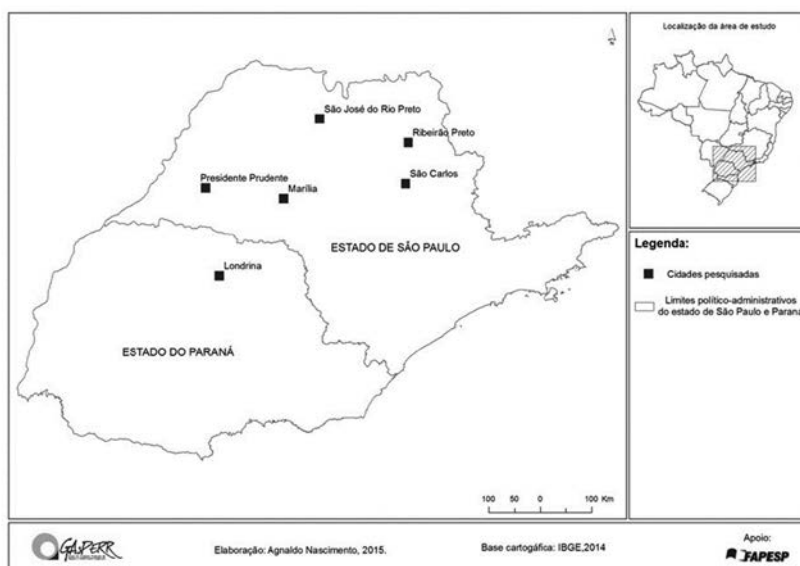 Localização da área de estudo
São José do Rio Preto
Ribeirão Preto
São Carlos
Presidente Prudente
Marília
ESTADO DE SÃO PAULO
Londrina
ESTADO DO PARANÁ
Legenda:
Cidades pesquisadas
Limites político-administrativos
do estado de São Paulo e Paraná
100 50 0 100 Km
GAsPERR
Elaboração: Agnaldo Nascimento, 2015.
Base cartogáfica: IBGE,2014
Apoio:
FAPESP